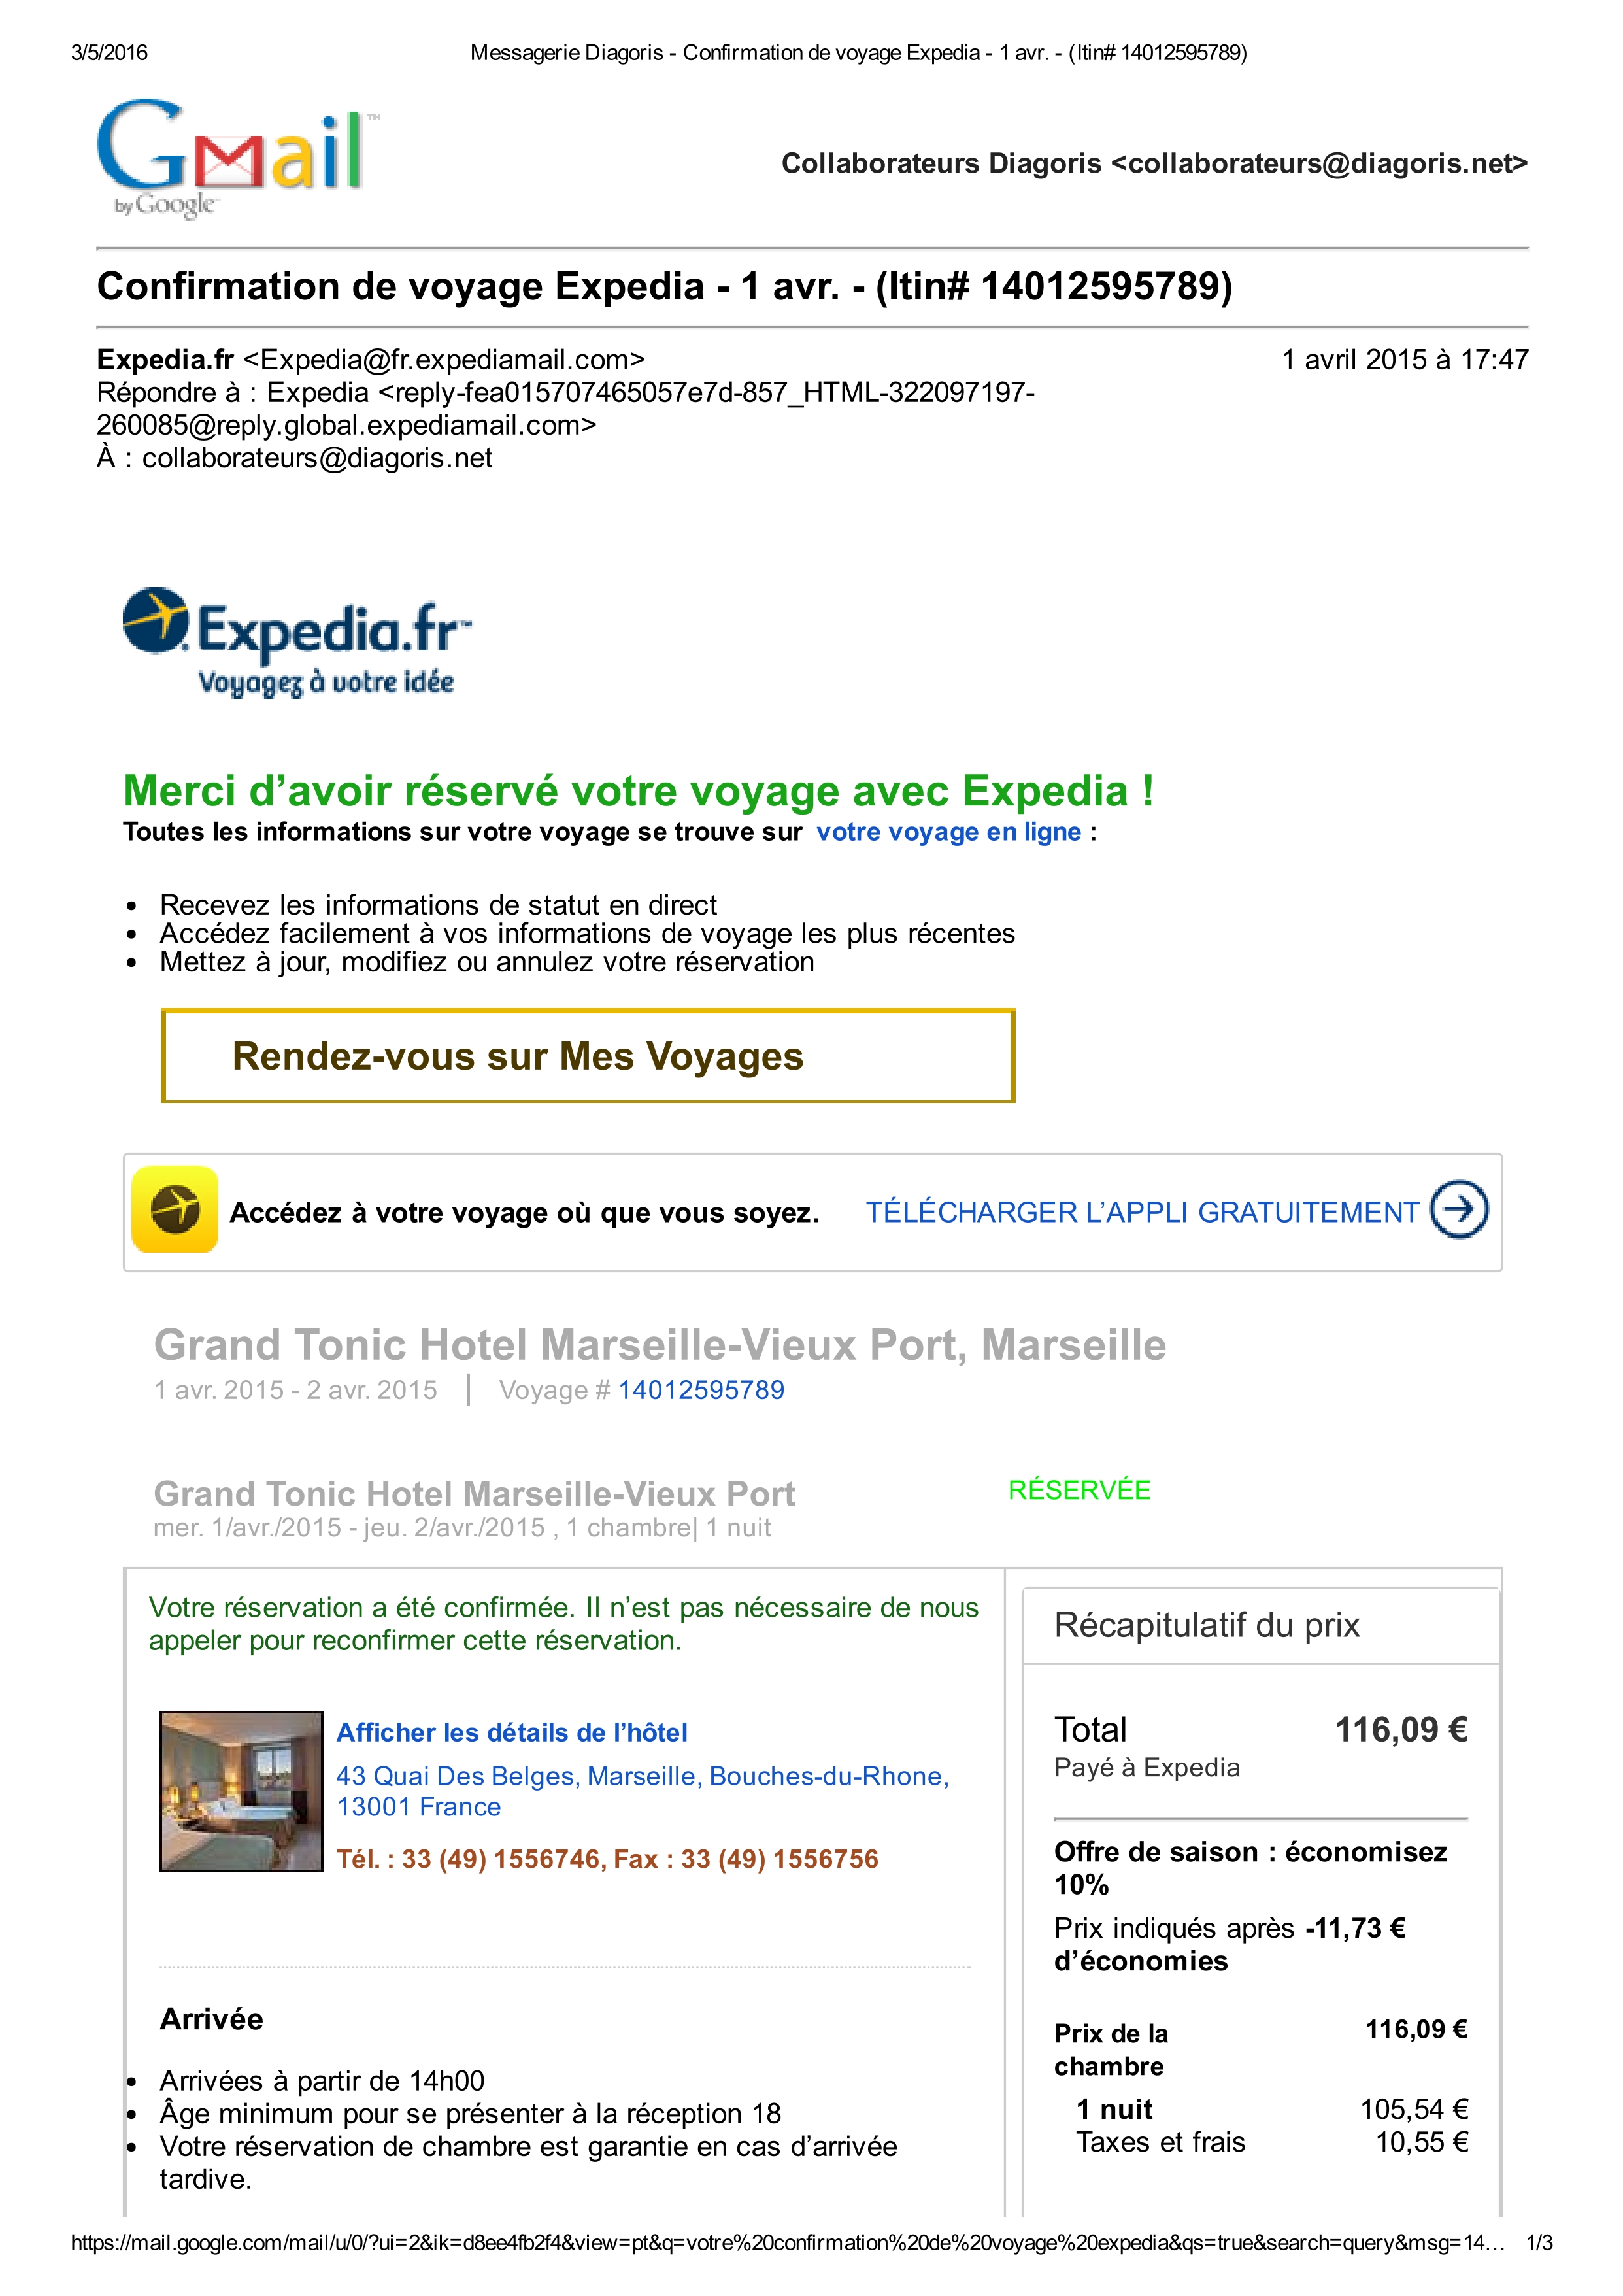 3/5/2016 Messagerie Diagoris - Confirmation de voyage Expedia - 1 avr. - (Itin# 14012595789)
Gmail™
by Google
Collaborateurs Diagoris <collaborateurs@diagoris.net>
Confirmation de voyage Expedia - 1 avr. - (Itin# 14012595789)
Expedia.fr <Expedia@fr.expediamail.com> 1 avril 2015 à 17:47
Répondre à : Expedia <reply-fea015707465057e7d-857_HTML-322097197-
260085@reply.global.expediamail.com>
À : collaborateurs@diagoris.net
Expedia.fr™
Voyagez à votre idée
Merci d’avoir réservé votre voyage avec Expedia !
Toutes les informations sur votre voyage se trouve sur votre voyage en ligne :
• Recevez les informations de statut en direct
• Accédez facilement à vos informations de voyage les plus récentes
• Mettez à jour, modifiez ou annulez votre réservation
Rendez-vous sur Mes Voyages
Accédez à votre voyage où que vous soyez. TÉLÉCHARGER L’APPLI GRATUITEMENT
Grand Tonic Hotel Marseille-Vieux Port, Marseille
1 avr. 2015 - 2 avr. 2015 | Voyage # 14012595789
Grand Tonic Hotel Marseille-Vieux Port RÉSERVÉE
mer. 1/avr./2015 - jeu. 2/avr./2015 , 1 chambre| 1 nuit
Votre réservation a été confirmée. Il n’est pas nécessaire de nous
appeler pour reconfirmer cette réservation.
Afficher les détails de l’hôtel
43 Quai Des Belges, Marseille, Bouches-du-Rhone,
13001 France
Tél. : 33 (49) 1556746, Fax : 33 (49) 1556756
Arrivée
• Arrivées à partir de 14h00
• Âge minimum pour se présenter à la réception 18
• Votre réservation de chambre est garantie en cas d’arrivée
tardive.
Récapitulatif du prix
Total 116,09 €
Payé à Expedia
Offre de saison : économisez
10%
Prix indiqués après -11,73 €
d’économies
Prix de la 116,09 €
chambre
1 nuit 105,54 €
Taxes et frais 10,55 €
https://mail.google.com/mail/u/0/?ui=2&ik=d8ee4fb2f4&view=pt&q=votre%20confirmation%20de%20voyage%20expedia&qs=true&search=query&msg=14… 1/3